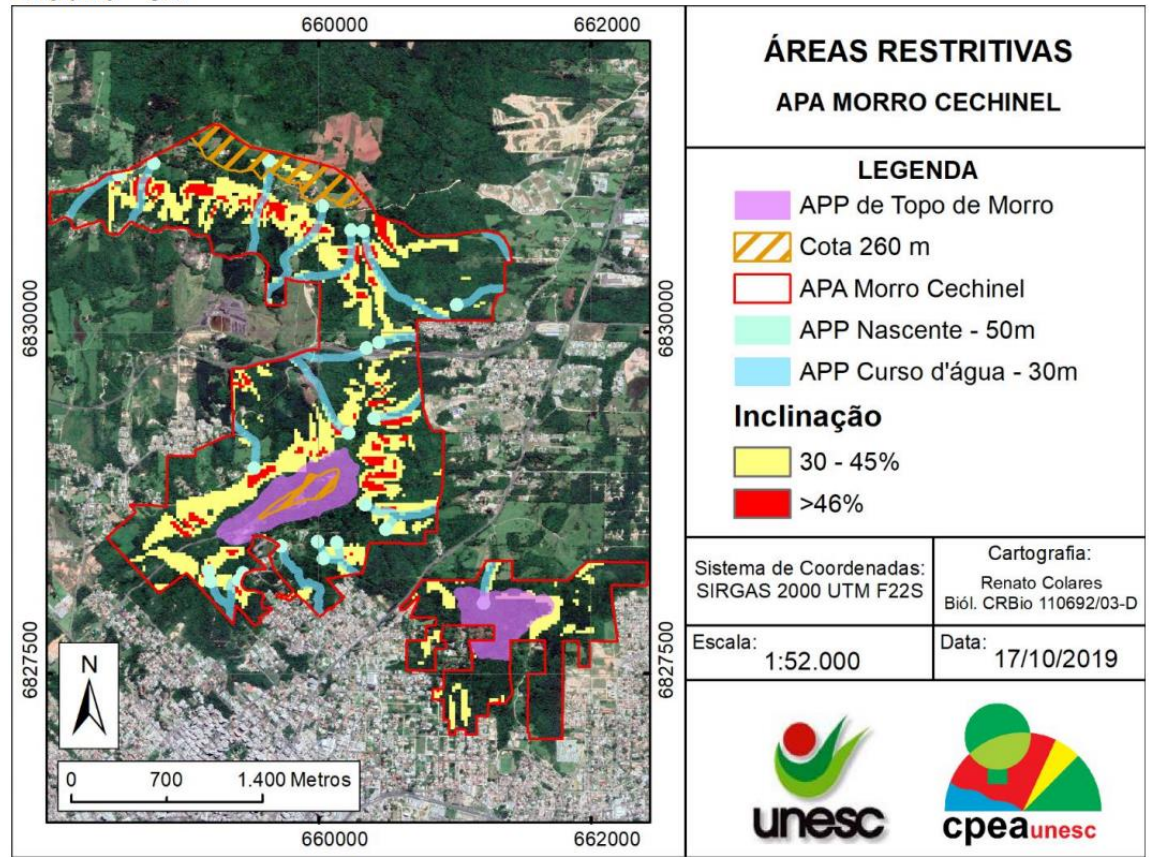 660000
662000
6830000
6827500
6830000
6827500
N
0 700 1.400 Metros
660000
662000
ÁREAS RESTRITIVAS
APA MORRO CECHINEL
LEGENDA
APP de Topo de Morro
Cota 260 m
APA Morro Cechinel
APP Nascente - 50m
APP Curso d'água - 30m
Inclinação
30 - 45%
>46%
Sistema de Coordenadas:
SIRGAS 2000 UTM F22S
Cartografia:
Renato Colares
Biól. CRBio 110692/03-D
Escala:
1:52.000
Data:
17/10/2019
unesc
cpeaunesc